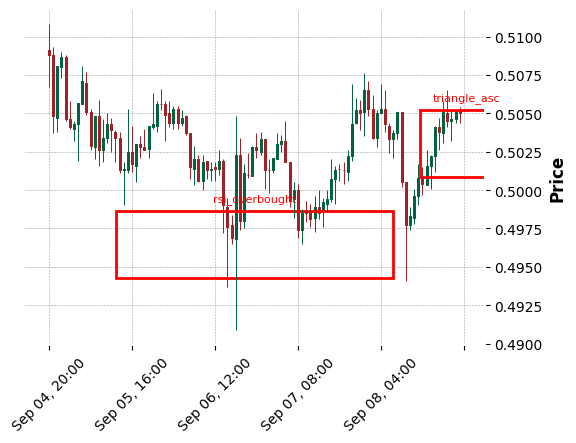 0.5100
0.5075
triangle_asc
0.5050
0.5025
0.5000
rsi_overbought
0.4975
0.4950
0.4925
0.4900
Price
Sep 04, 20:00
Sep 05, 16:00
Sep 06, 12:00
Sep 07, 08:00
Sep 08, 04:00